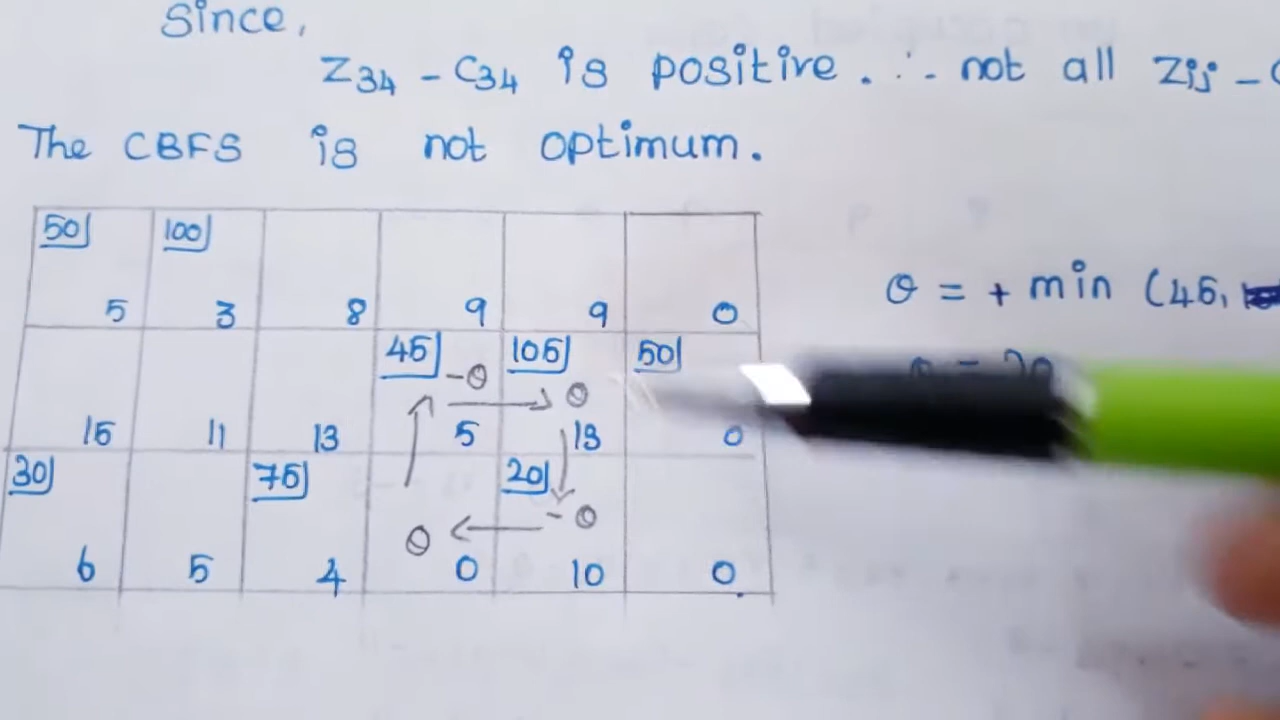 Since,
Z34 - C34 is positive. ∴ not all Zij -
The CBFS is not optimum.
50 100
5 3 8 9 9 0
θ = + min (45,
45 -θ 105 θ 50
15 11 13 5 13 0
30 75 θ 20 -θ
6 5 4 0 10 0